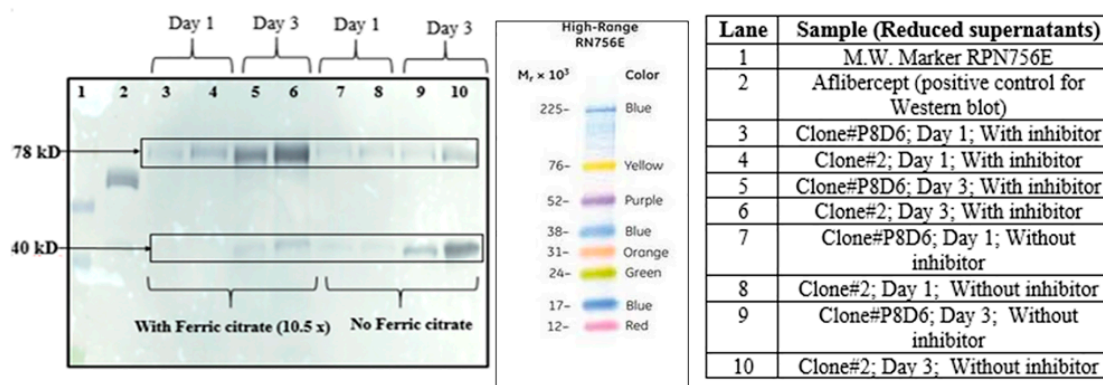 Day 1 Day 3 Day 1 Day 3
1 2 3 4 5 6 7 8 9 10
78 kD
40 kD
With Ferric citrate (10.5 x) No Ferric citrate
High-Range
RN756E
Mr × 10³ Color
225– Blue
76– Yellow
52– Purple
38– Blue
31– Orange
24– Green
17– Blue
12– Red
Lane Sample (Reduced supernatants)
1 M.W. Marker RPN756E
2 Aflibercept (positive control for
Western blot)
3 Clone#P8D6; Day 1; With inhibitor
4 Clone#2; Day 1; With inhibitor
5 Clone#P8D6; Day 3; With inhibitor
6 Clone#2; Day 3; With inhibitor
7 Clone#P8D6; Day 1; Without
inhibitor
8 Clone#2; Day 1; Without inhibitor
9 Clone#P8D6; Day 3; Without
inhibitor
10 Clone#2; Day 3; Without inhibitor